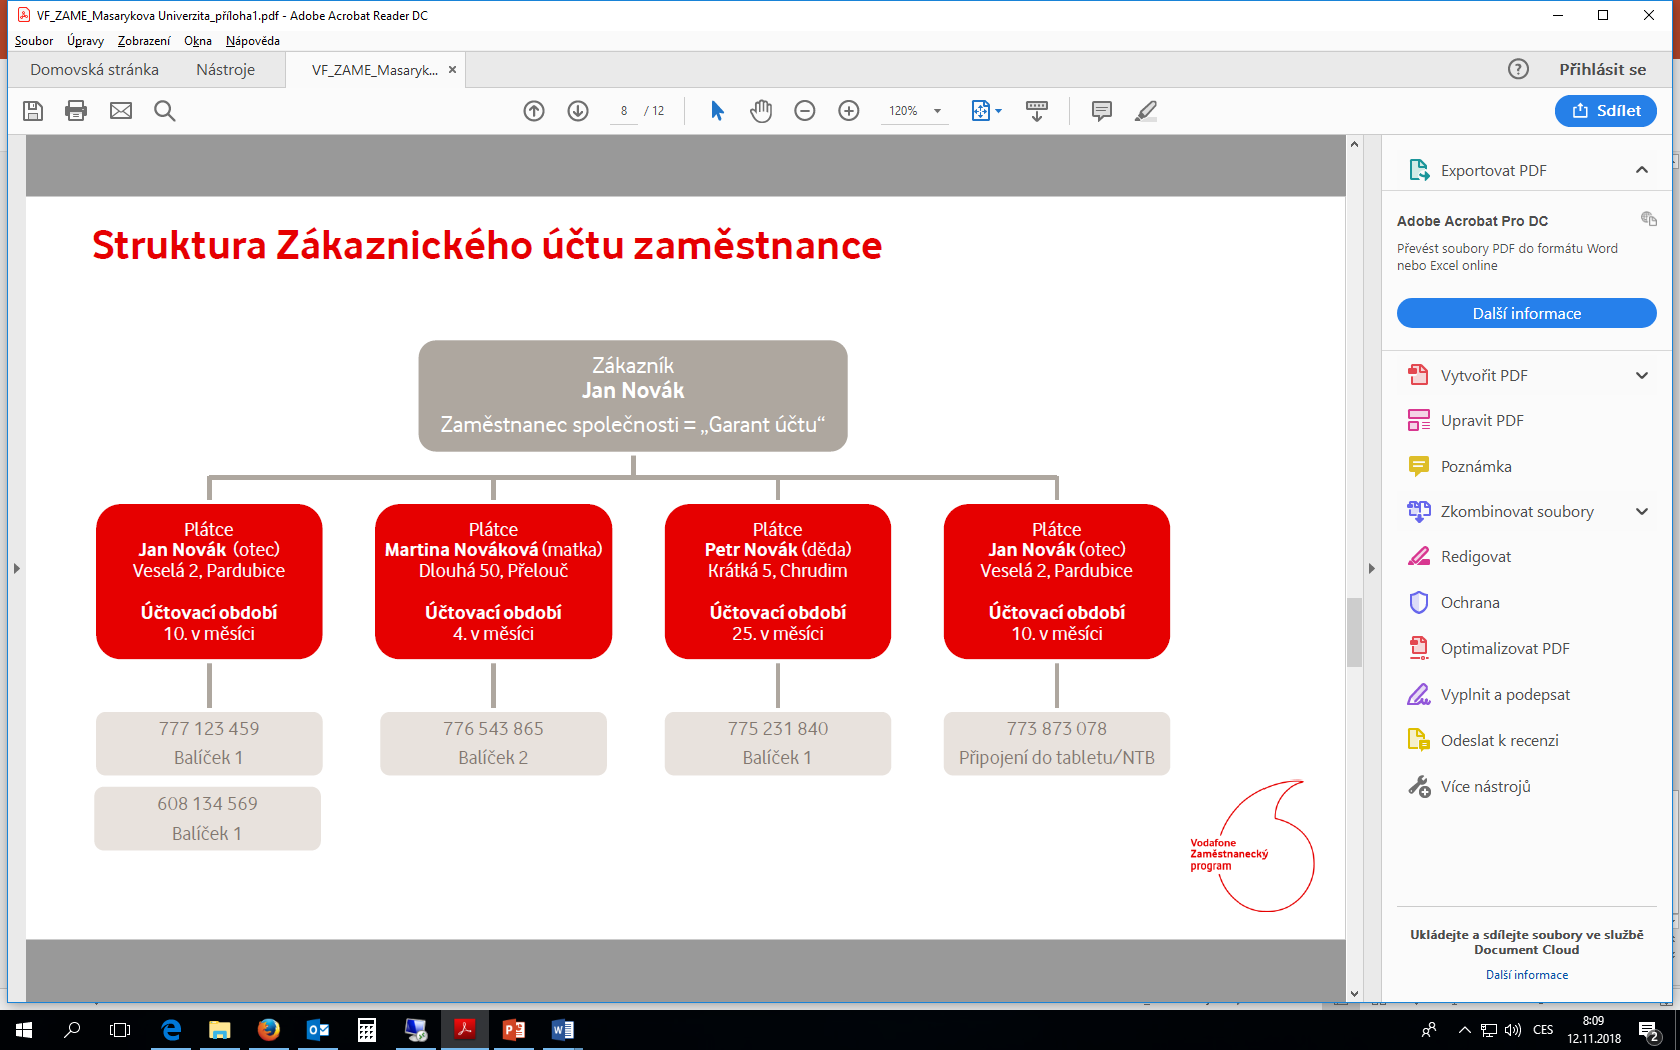 VF_ZAME_Masarykova Univerzita_příloha1.pdf - Adobe Acrobat Reader DC
Soubor Úpravy Zobrazení Okna Nápověda
Domovská stránka Nástroje VF_ZAME_Masaryk... × Přihlásit se
8 / 12 120% Sdílet
Struktura Zákaznického účtu zaměstnance
Zákazník
Jan Novák
Zaměstnanec společnosti = „Garant účtu“
Plátce
Jan Novák (otec)
Veselá 2, Pardubice
Účtovací období
10. v měsíci
Plátce
Martina Nováková (matka)
Dlouhá 50, Přelouč
Účtovací období
4. v měsíci
Plátce
Petr Novák (děda)
Krátká 5, Chrudim
Účtovací období
25. v měsíci
Plátce
Jan Novák (otec)
Veselá 2, Pardubice
Účtovací období
10. v měsíci
777 123 459
Balíček 1
776 543 865
Balíček 2
775 231 840
Balíček 1
773 873 078
Připojení do tabletu/NTB
608 134 569
Balíček 1
Vodafone
Zaměstnanecký
program
Exportovat PDF
Adobe Acrobat Pro DC
Převést soubory PDF do formátu Word
nebo Excel online
Další informace
Vytvořit PDF
Upravit PDF
Poznámka
Zkombinovat soubory
Redigovat
Ochrana
Optimalizovat PDF
Vyplnit a podepsat
Odeslat k recenzi
Více nástrojů
Ukládejte a sdílejte soubory ve službě
Document Cloud
Další informace
CES
8:09
12.11.2018
2